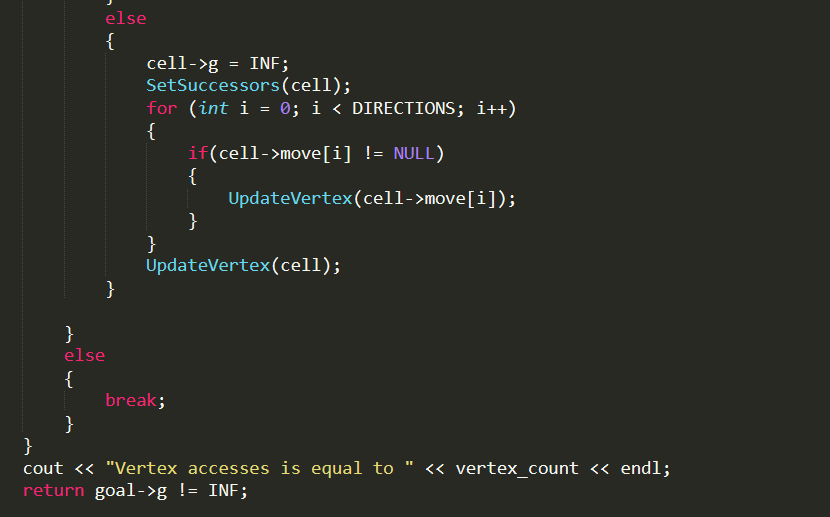 }
else
{
cell->g = INF;
SetSuccessors(cell);
for (int i = 0; i < DIRECTIONS; i++)
{
if(cell->move[i] != NULL)
{
UpdateVertex(cell->move[i]);
}
}
UpdateVertex(cell);
}
}
else
{
break;
}
}
cout << "Vertex accesses is equal to " << vertex_count << endl;
return goal->g != INF;